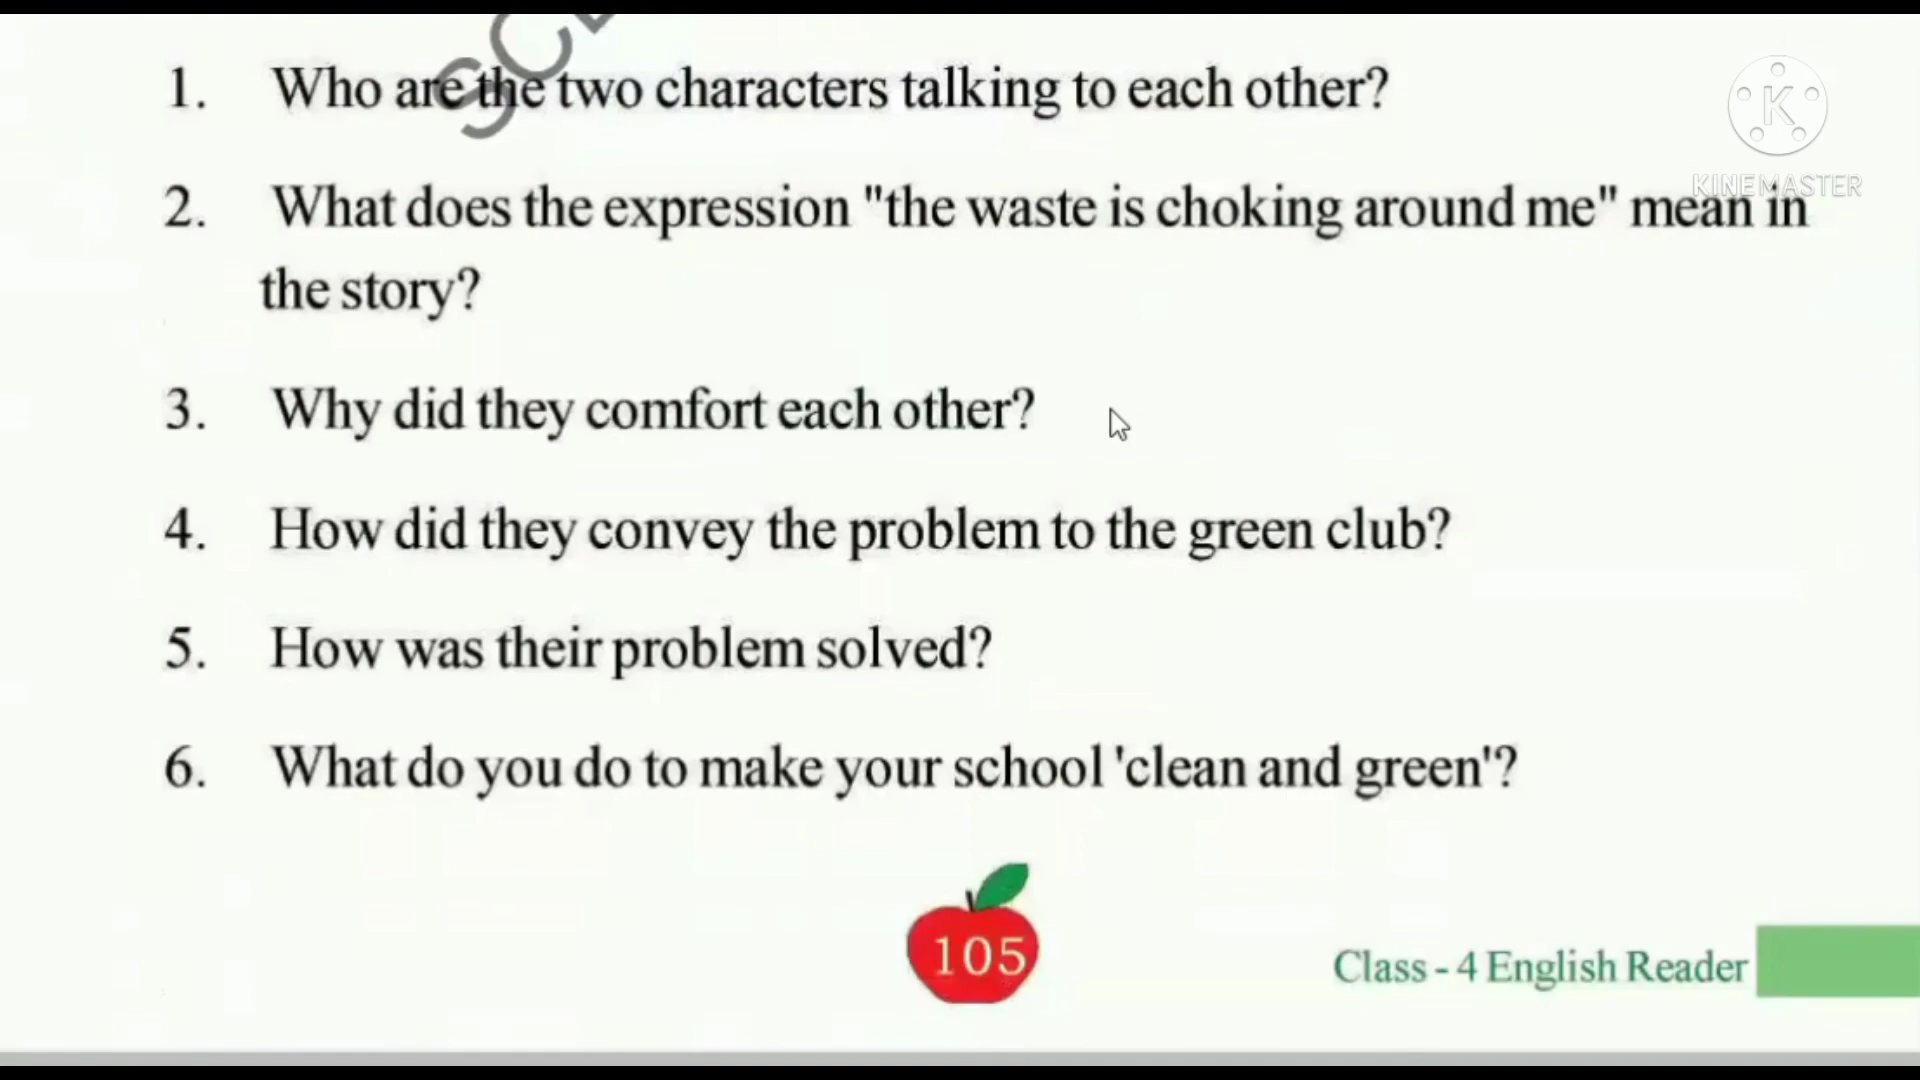 1. Who are the two characters talking to each other?
KINEMASTER
2. What does the expression "the waste is choking around me" mean in
the story?
3. Why did they comfort each other?
4. How did they convey the problem to the green club?
5. How was their problem solved?
6. What do you do to make your school 'clean and green'?
105
Class - 4 English Reader